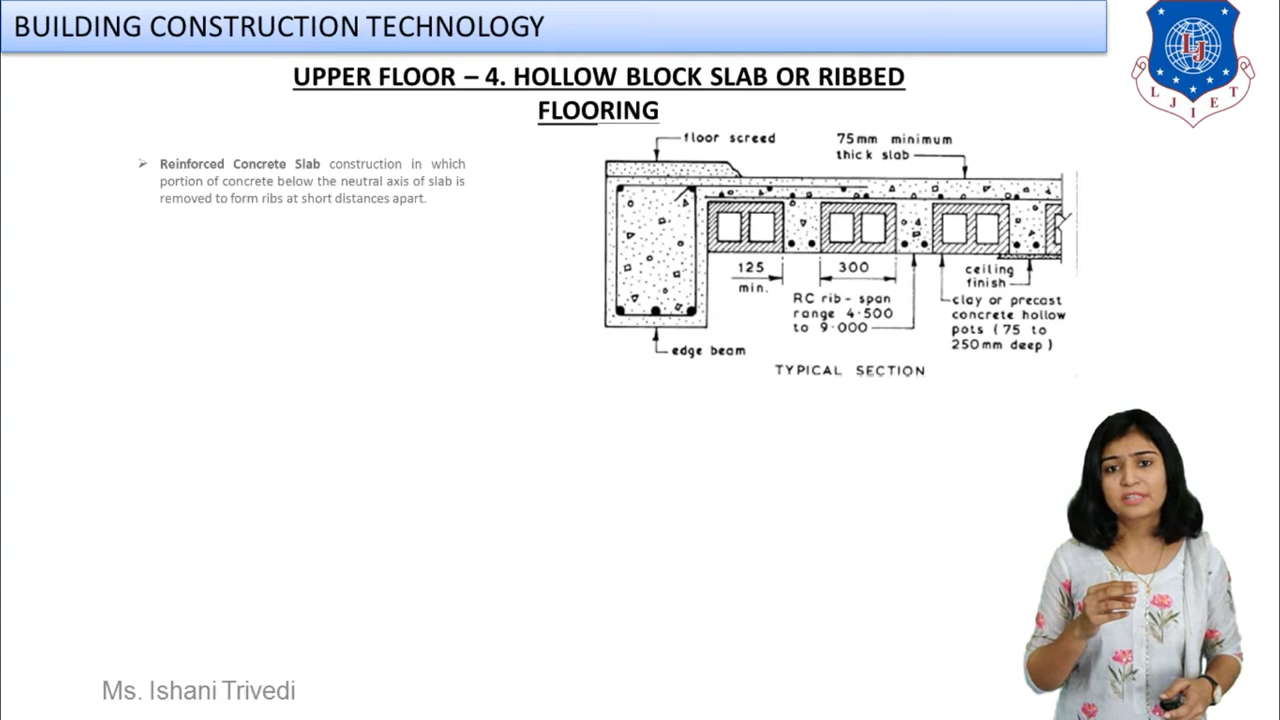 BUILDING CONSTRUCTION TECHNOLOGY
LJIET
UPPER FLOOR – 4. HOLLOW BLOCK SLAB OR RIBBED
FLOORING
➢ Reinforced Concrete Slab construction in which
portion of concrete below the neutral axis of slab is
removed to form ribs at short distances apart.
floor screed
75mm minimum
thick slab
125
min.
300
RC rib - span
range 4·500
to 9·000
ceiling
finish
clay or precast
concrete hollow
pots (75 to
250mm deep)
edge beam
TYPICAL SECTION
Ms. Ishani Trivedi